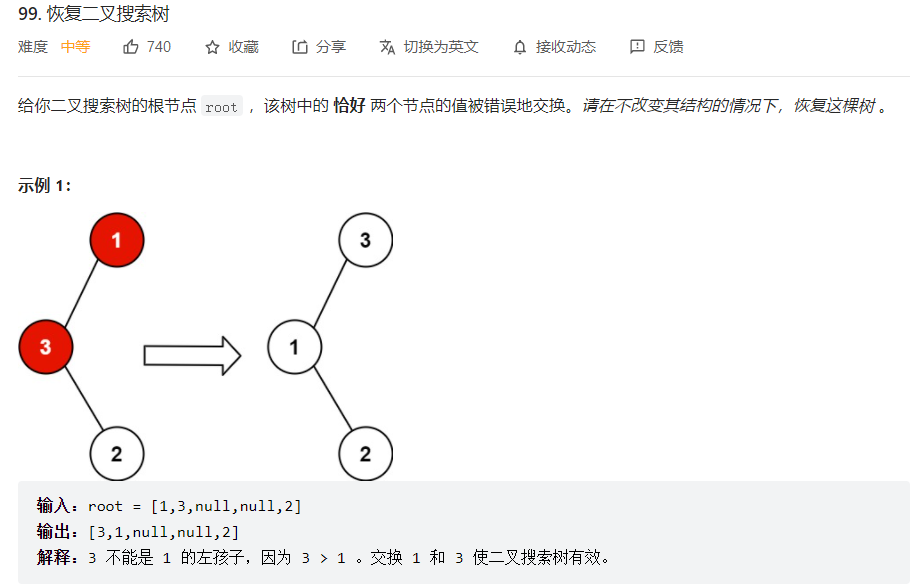 99. 恢复二叉搜索树
难度 中等 740 收藏 分享 切换为英文 接收动态 反馈
给你二叉搜索树的根节点 root ，该树中的 恰好 两个节点的值被错误地交换。请在不改变其结构的情况下，恢复这棵树 。
示例 1：
1 3
3 1
2 2
输入：root = [1,3,null,null,2]
输出：[3,1,null,null,2]
解释：3 不能是 1 的左孩子，因为 3 > 1 。交换 1 和 3 使二叉搜索树有效。